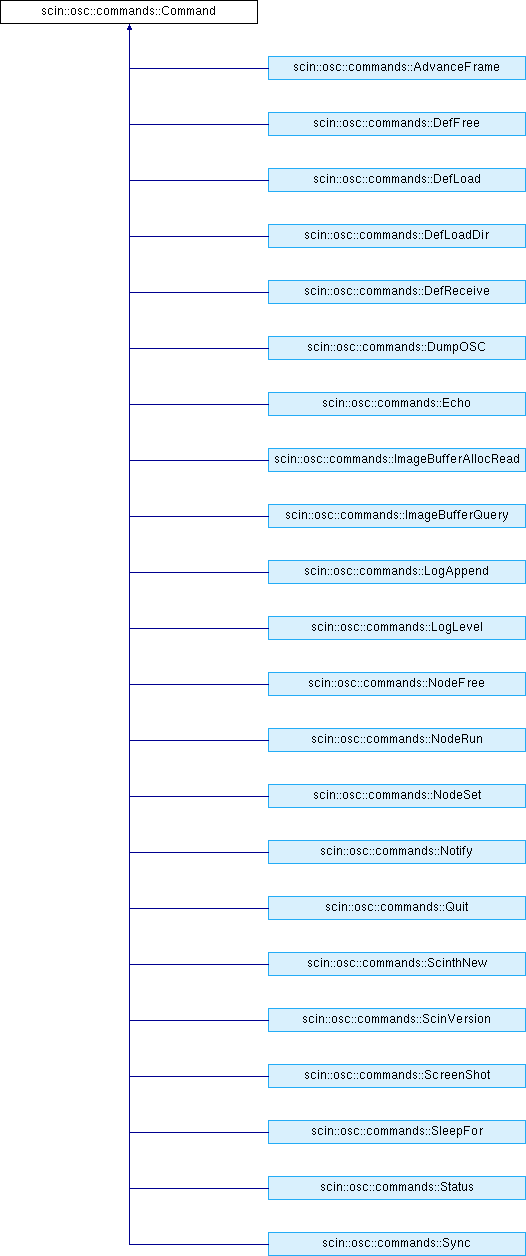 scin::osc::commands::Command
scin::osc::commands::AdvanceFrame
scin::osc::commands::DefFree
scin::osc::commands::DefLoad
scin::osc::commands::DefLoadDir
scin::osc::commands::DefReceive
scin::osc::commands::DumpOSC
scin::osc::commands::Echo
scin::osc::commands::ImageBufferAllocRead
scin::osc::commands::ImageBufferQuery
scin::osc::commands::LogAppend
scin::osc::commands::LogLevel
scin::osc::commands::NodeFree
scin::osc::commands::NodeRun
scin::osc::commands::NodeSet
scin::osc::commands::Notify
scin::osc::commands::Quit
scin::osc::commands::ScinthNew
scin::osc::commands::ScinVersion
scin::osc::commands::ScreenShot
scin::osc::commands::SleepFor
scin::osc::commands::Status
scin::osc::commands::Sync